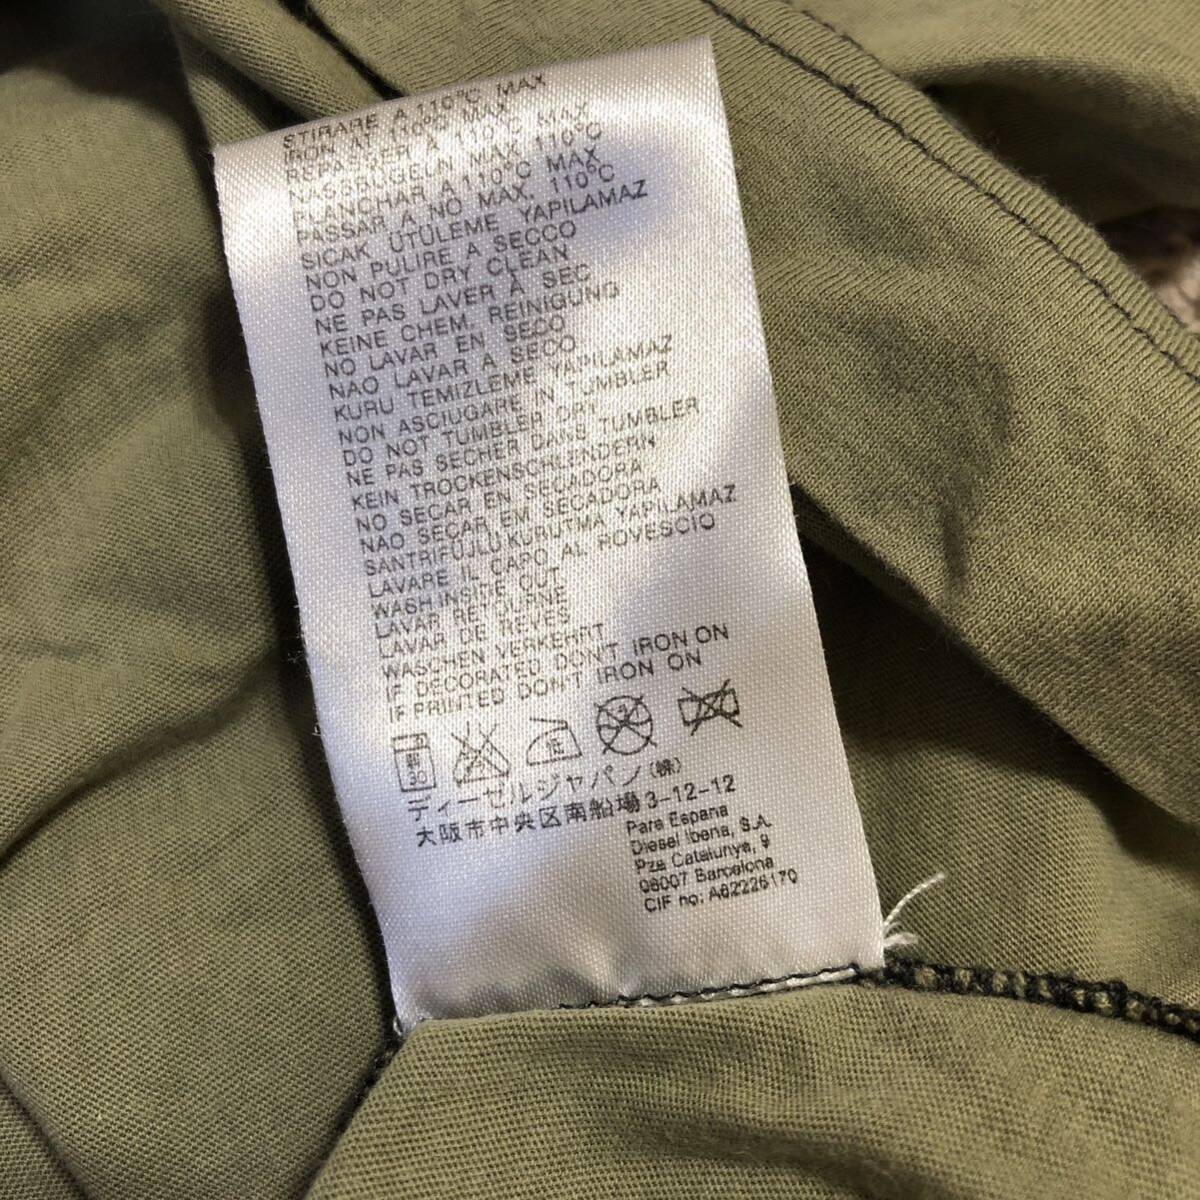 STIRARE A 110°C MAX
IRON AT 110°C MAX
REPASSER A 110°C MAX
NASSBÜGELN MAX 110°C
PLANCHAR A 110°C MAX
PASSAR A NO MAX. 110°C
SICAK ÜTÜLEME YAPILAMAZ
NON PULIRE A SECCO
DO NOT DRY CLEAN
NE PAS LAVER À SEC
KEINE CHEM. REINIGUNG
NO LAVAR EN SECO
NAO LAVAR A SECO
KURU TEMIZLEME YAPILAMAZ
NON ASCIUGARE IN TUMBLER
DO NOT TUMBLER DRY
NE PAS SECHER DANS TUMBLER
KEIN TROCKENSCHLENDERN
NO SECAR EN SECADORA
NAO SECAR EM SECADORA
SANTRIFÜJLÜ KURUTMA YAPILAMAZ
LAVARE IL CAPO AL ROVESCIO
WASH INSIDE OUT
LAVAR RETOURNE
LAVAR DE REVES
WASCHEN VERKEHRT
IF DECORATED DON'T IRON ON
IF PRINTED DON'T IRON ON
低
ディーゼルジャパン(株)
大阪市中央区南船場3-12-12
Para Espana
Diesel Iberia, S.A.
Pza Catalunya, 9
08007 Barcelona
CIF no: A62226170